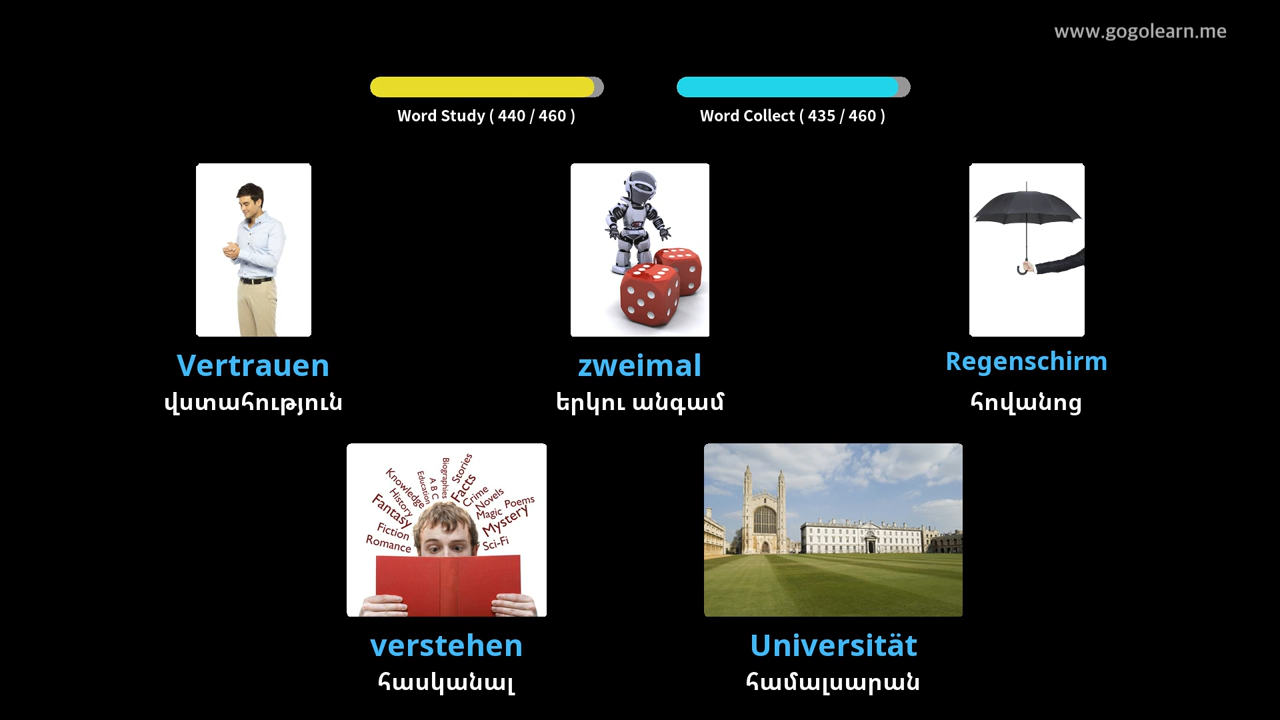 www.gogolearn.me
Word Study ( 440 / 460 )
Word Collect ( 435 / 460 )
Vertrauen
վստահություն
zweimal
երկու անգամ
Regenschirm
հովանոց
Knowledge
History
Fantasy
Fiction
Romance
Education
A B C
Biographies
Stories
Facts
Crime
Novels
Magic
Poems
Mystery
Sci-Fi
verstehen
հասկանալ
Universität
համալսարան